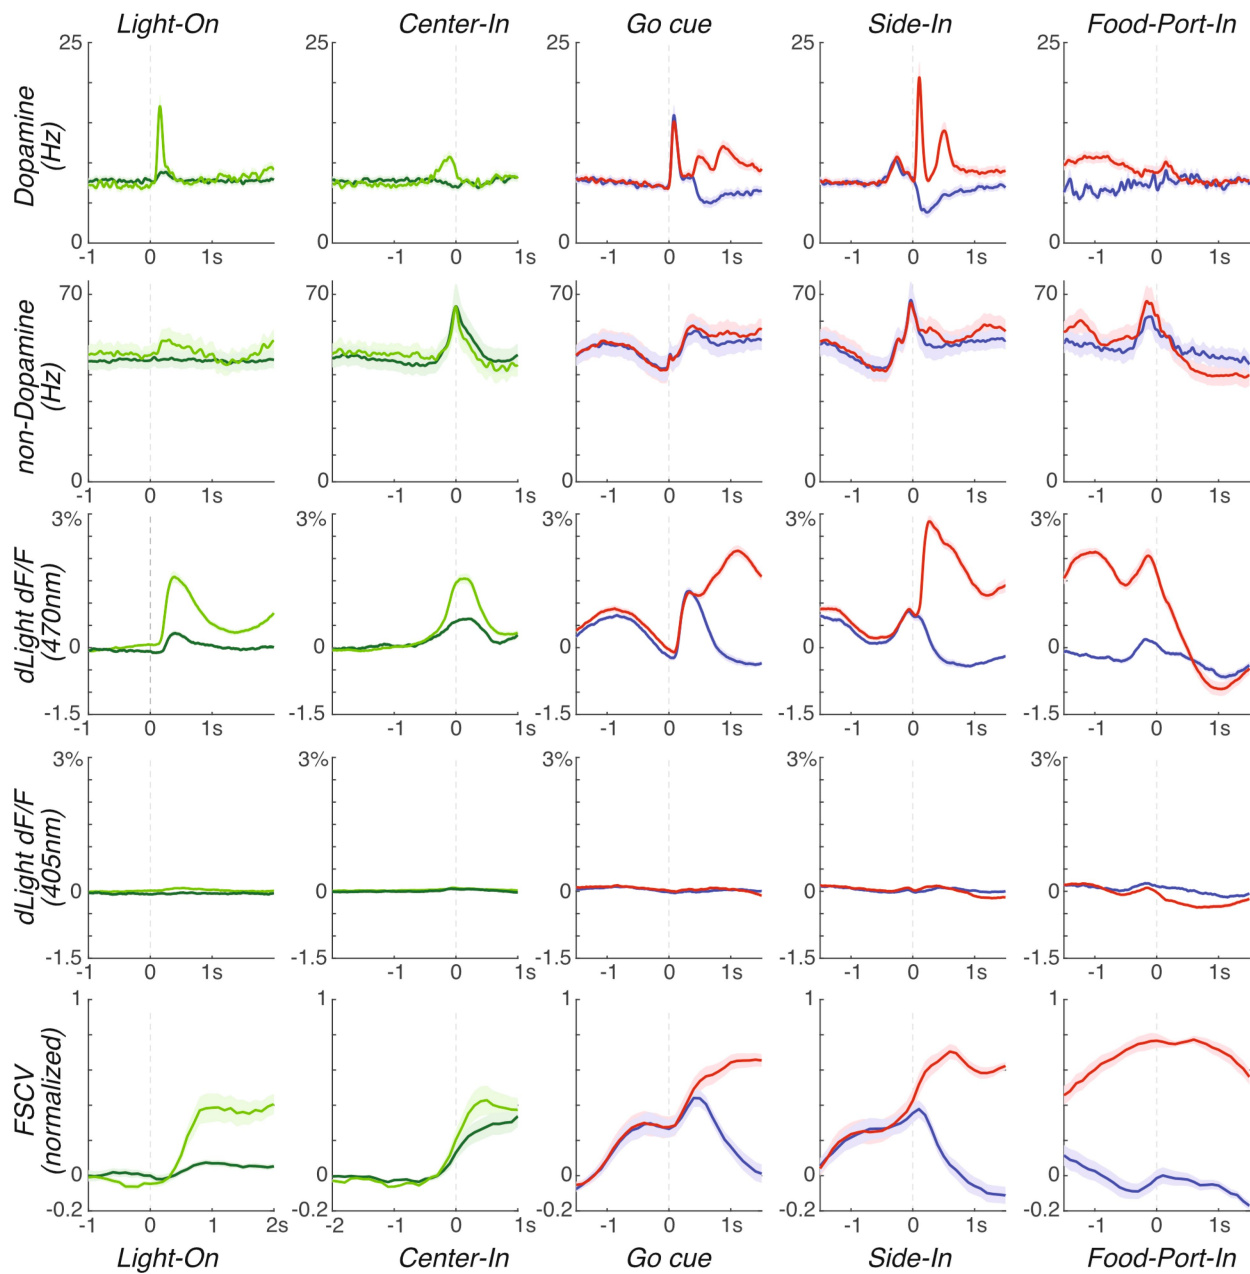 Light-On Center-In Go cue Side-In Food-Port-In
Dopamine
(Hz)
25 25 25 25 25
0 0 0 0 0
-1 0 1s -1 0 1s -1 0 1s -1 0 1s -1 0 1s
non-Dopamine
(Hz)
70 70 70 70 70
0 0 0 0 0
-1 0 1s -1 0 1s -1 0 1s -1 0 1s -1 0 1s
dLight dF/F
(470nm)
3% 3% 3% 3% 3%
0 0 0 0 0
-1.5 -1.5 -1.5 -1.5 -1.5
-1 0 1s -1 0 1s -1 0 1s -1 0 1s -1 0 1s
dLight dF/F
(405nm)
3% 3% 3% 3% 3%
0 0 0 0 0
-1.5 -1.5 -1.5 -1.5 -1.5
-1 0 1s -1 0 1s -1 0 1s -1 0 1s -1 0 1s
FSCV
(normalized)
1 1 1 1 1
0 0 0 0 0
-0.2 -0.2 -0.2 -0.2 -0.2
-1 0 1 2s -2 -1 0 1s -1 0 1s -1 0 1s -1 0 1s
Light-On Center-In Go cue Side-In Food-Port-In